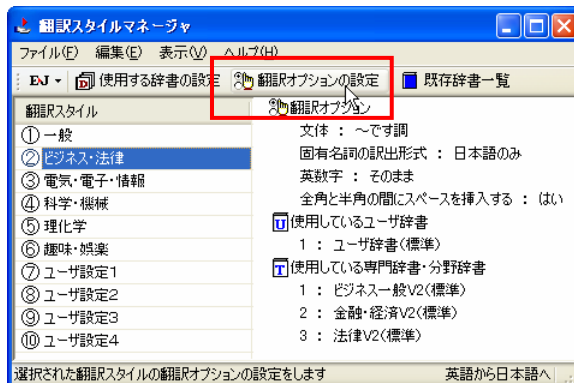 翻訳スタイルマネージャ
ファイル(F) 編集(E) 表示(V) ヘルプ(H)
EJ 使用する辞書の設定 翻訳オプションの設定 既存辞書一覧
翻訳スタイル
① 一般
② ビジネス・法律
③ 電気・電子・情報
④ 科学・機械
⑤ 理化学
⑥ 趣味・娯楽
⑦ ユーザ設定1
⑧ ユーザ設定2
⑨ ユーザ設定3
⑩ ユーザ設定4
翻訳オプション
文体 : ～です調
固有名詞の訳出形式 : 日本語のみ
英数字 : そのまま
全角と半角の間にスペースを挿入する : はい
U 使用しているユーザ辞書
1 : ユーザ辞書(標準)
T 使用している専門辞書・分野辞書
1 : ビジネス一般V2(標準)
2 : 金融・経済V2(標準)
3 : 法律V2(標準)
選択された翻訳スタイルの翻訳オプションの設定をします 英語から日本語へ